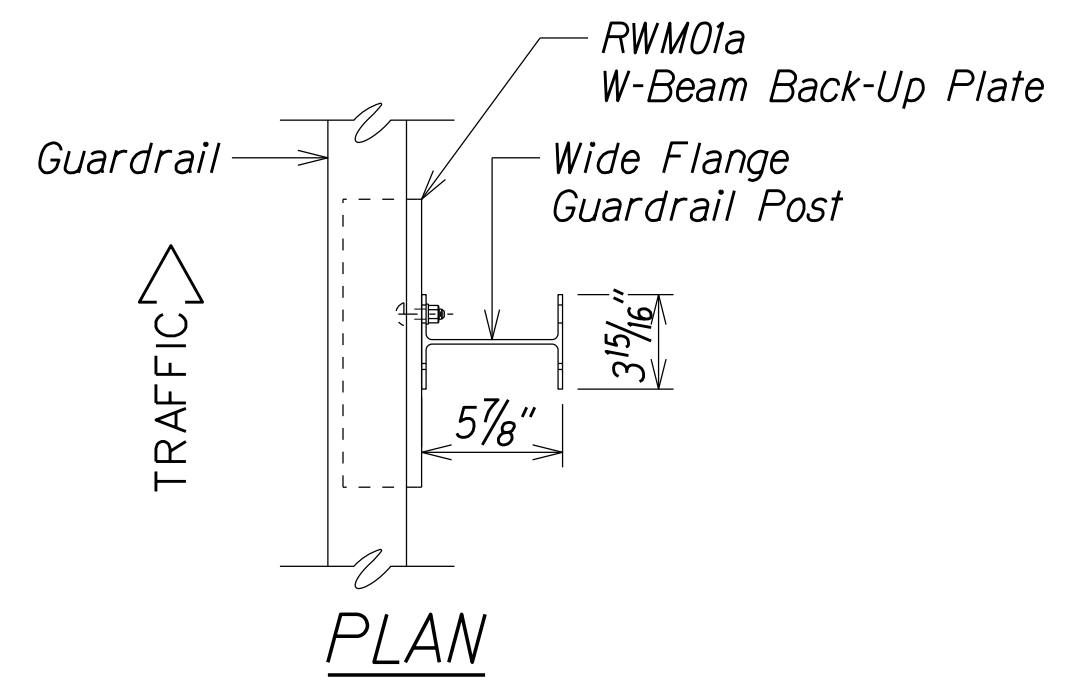 RWM01a
W-Beam Back-Up Plate
Guardrail
Wide Flange
Guardrail Post
TRAFFIC
3 15/16"
5 7/8"
PLAN